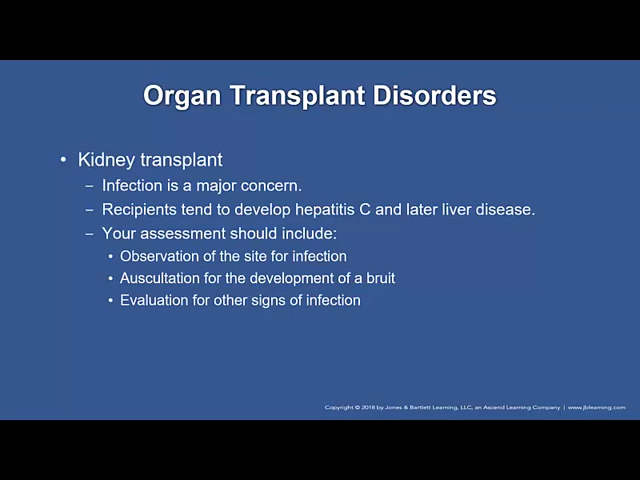 Organ Transplant Disorders
• Kidney transplant
– Infection is a major concern.
– Recipients tend to develop hepatitis C and later liver disease.
– Your assessment should include:
• Observation of the site for infection
• Auscultation for the development of a bruit
• Evaluation for other signs of infection
Copyright © 2018 by Jones & Bartlett Learning, LLC, an Ascend Learning Company | www.jblearning.com